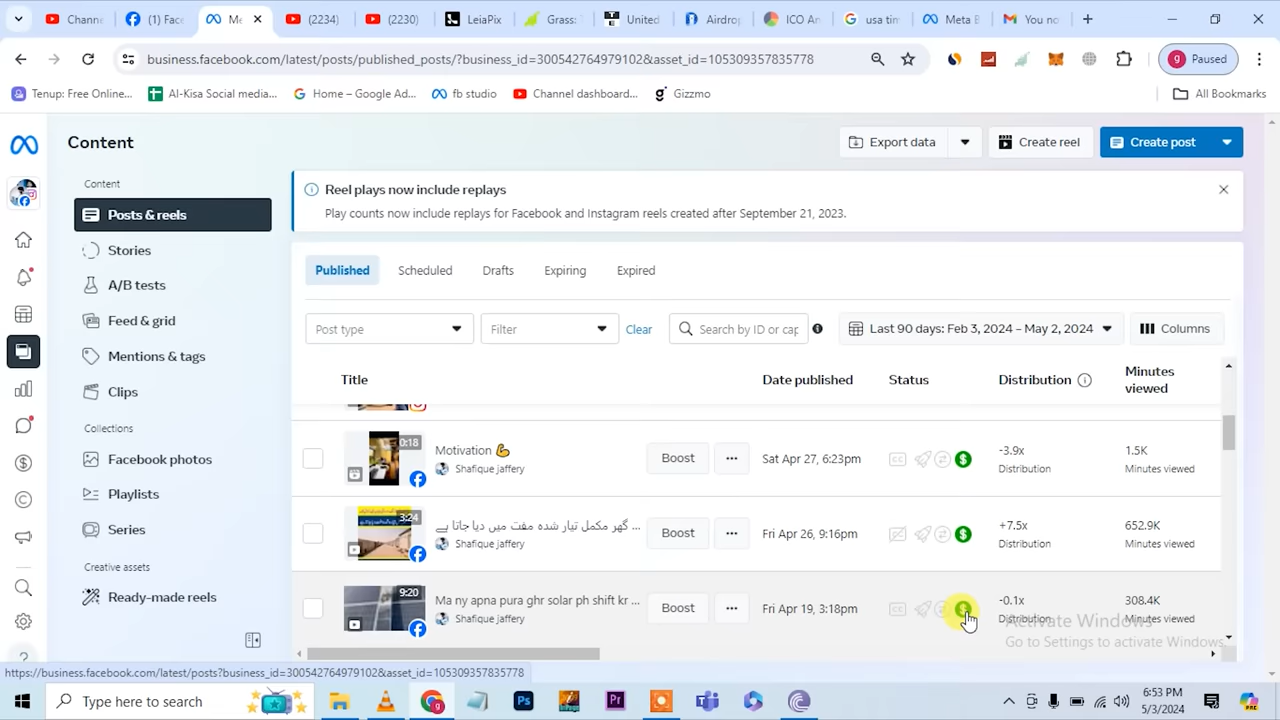 Chann
(1) Face
Me
(2234)
(2230)
LeiaPix
Grass:
United
Airdrop
ICO An
usa tim
Meta B
You no
business.facebook.com/latest/posts/published_posts/?business_id=300542764979102&asset_id=105309357835778
g Paused
Tenup: Free Online...
Al-Kisa Social media...
Home – Google Ad...
fb studio
Channel dashboard...
Gizzmo
All Bookmarks
Content
Export data
Create reel
Create post
Content
Posts & reels
Stories
A/B tests
Feed & grid
Mentions & tags
Clips
Collections
Facebook photos
Playlists
Series
Creative assets
Ready-made reels
Reel plays now include replays
Play counts now include replays for Facebook and Instagram reels created after September 21, 2023.
Published Scheduled Drafts Expiring Expired
Post type
Filter
Clear
Search by ID or cap
Last 90 days: Feb 3, 2024 – May 2, 2024
Columns
Title
Date published
Status
Distribution
Minutes viewed
0:18
Motivation 💪
Shafique jaffery
Boost
Sat Apr 27, 6:23pm
-3.9x
Distribution
1.5K
Minutes viewed
3:24
گھر مکمل تیار شدہ مفت میں دیا جاتا ہے ...
Shafique jaffery
Boost
Fri Apr 26, 9:16pm
+7.5x
Distribution
652.9K
Minutes viewed
9:20
Ma ny apna pura ghr solar ph shift kr ...
Shafique jaffery
Boost
Fri Apr 19, 3:18pm
-0.1x
Distribution
308.4K
Minutes viewed
Activate Windows
Go to Settings to activate Windows.
https://business.facebook.com/latest/posts?business_id=300542764979102&asset_id=105309357835778
Type here to search
6:53 PM
5/3/2024